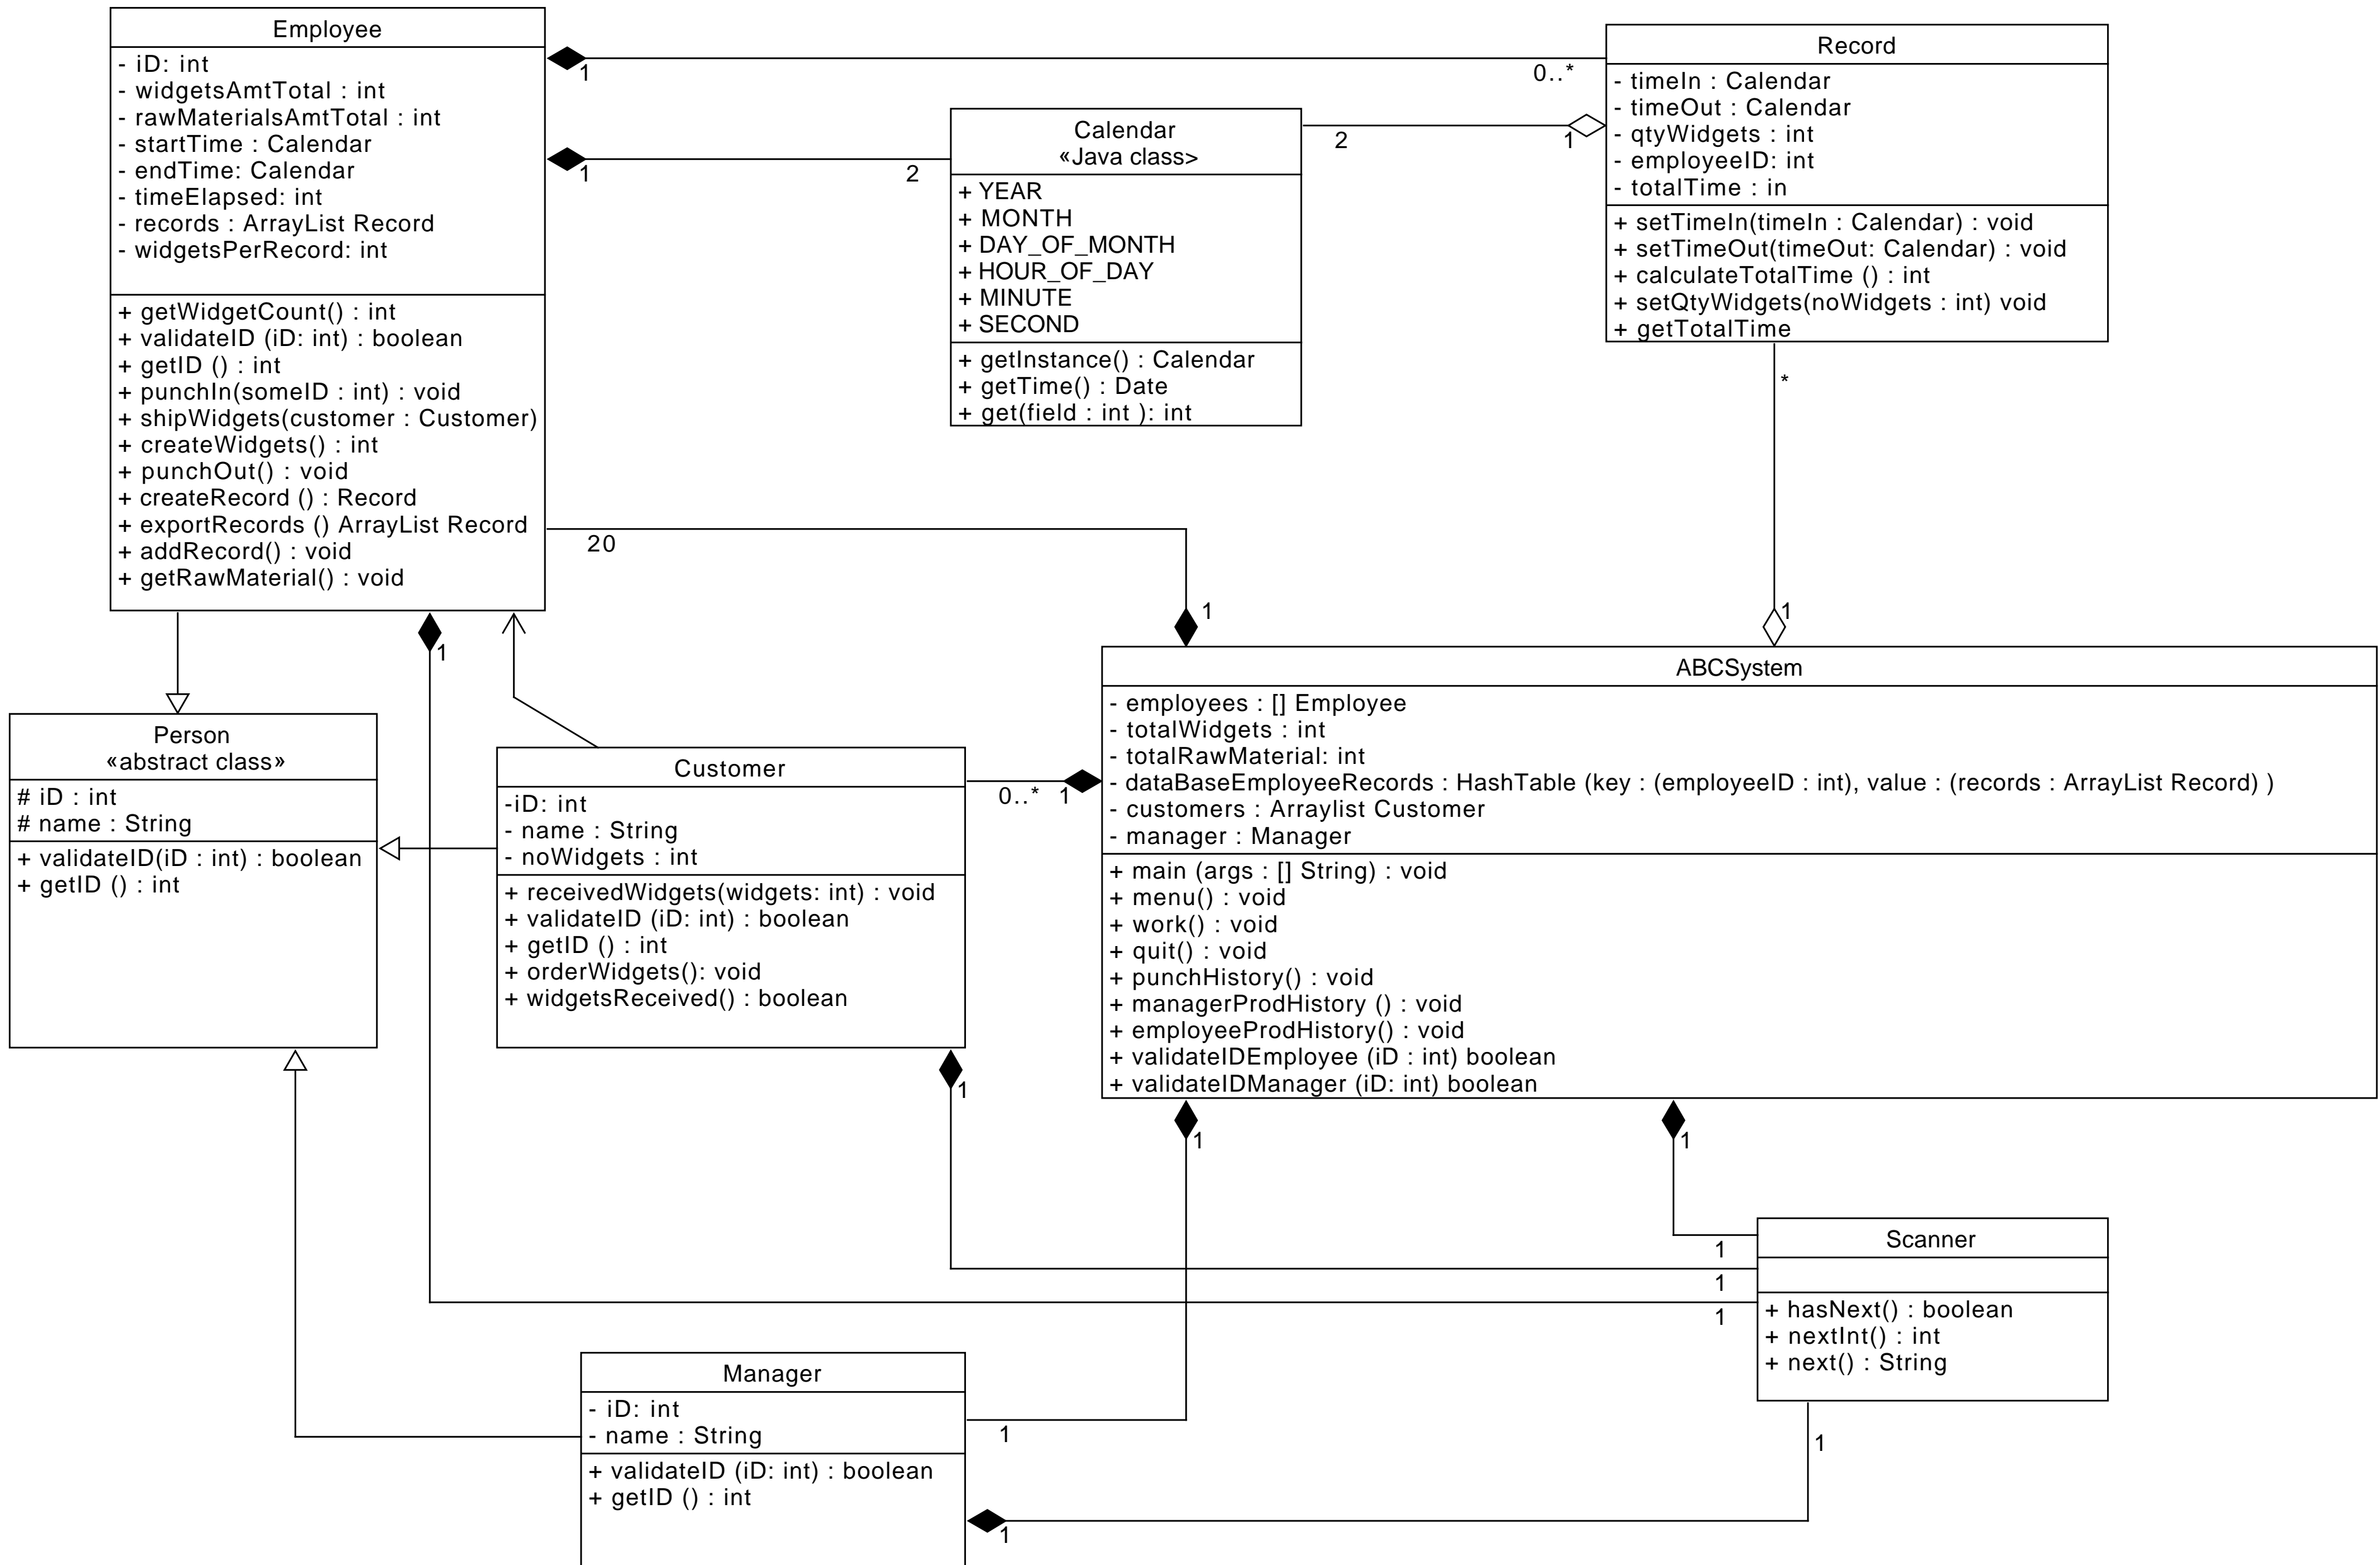 Employee
- iD: int
- widgetsAmtTotal : int
- rawMaterialsAmtTotal : int
- startTime : Calendar
- endTime: Calendar
- timeElapsed: int
- records : ArrayList Record
- widgetsPerRecord: int
+ getWidgetCount() : int
+ validateID (iD: int) : boolean
+ getID () : int
+ punchIn(someID : int) : void
+ shipWidgets(customer : Customer)
+ createWidgets() : int
+ punchOut() : void
+ createRecord () : Record
+ exportRecords () ArrayList Record
+ addRecord() : void
+ getRawMaterial() : void
1
0..*
1
2
Calendar
«Java class>
+ YEAR
+ MONTH
+ DAY_OF_MONTH
+ HOUR_OF_DAY
+ MINUTE
+ SECOND
+ getInstance() : Calendar
+ getTime() : Date
+ get(field : int ): int
2
1
Record
- timeIn : Calendar
- timeOut : Calendar
- qtyWidgets : int
- employeeID: int
- totalTime : in
+ setTimeIn(timeIn : Calendar) : void
+ setTimeOut(timeOut: Calendar) : void
+ calculateTotalTime () : int
+ setQtyWidgets(noWidgets : int) void
+ getTotalTime
*
1
20
1
1
Person
«abstract class»
# iD : int
# name : String
+ validateID(iD : int) : boolean
+ getID () : int
Customer
-iD: int
- name : String
- noWidgets : int
+ receivedWidgets(widgets: int) : void
+ validateID (iD: int) : boolean
+ getID () : int
+ orderWidgets(): void
+ widgetsReceived() : boolean
0..*
1
ABCSystem
- employees : [] Employee
- totalWidgets : int
- totalRawMaterial: int
- dataBaseEmployeeRecords : HashTable (key : (employeeID : int), value : (records : ArrayList Record) )
- customers : Arraylist Customer
- manager : Manager
+ main (args : [] String) : void
+ menu() : void
+ work() : void
+ quit() : void
+ punchHistory() : void
+ managerProdHistory () : void
+ employeeProdHistory() : void
+ validateIDEmployee (iD : int) boolean
+ validateIDManager (iD: int) boolean
1
1
1
1
1
1
Scanner
+ hasNext() : boolean
+ nextInt() : int
+ next() : String
Manager
- iD: int
- name : String
+ validateID (iD: int) : boolean
+ getID () : int
1
1
1